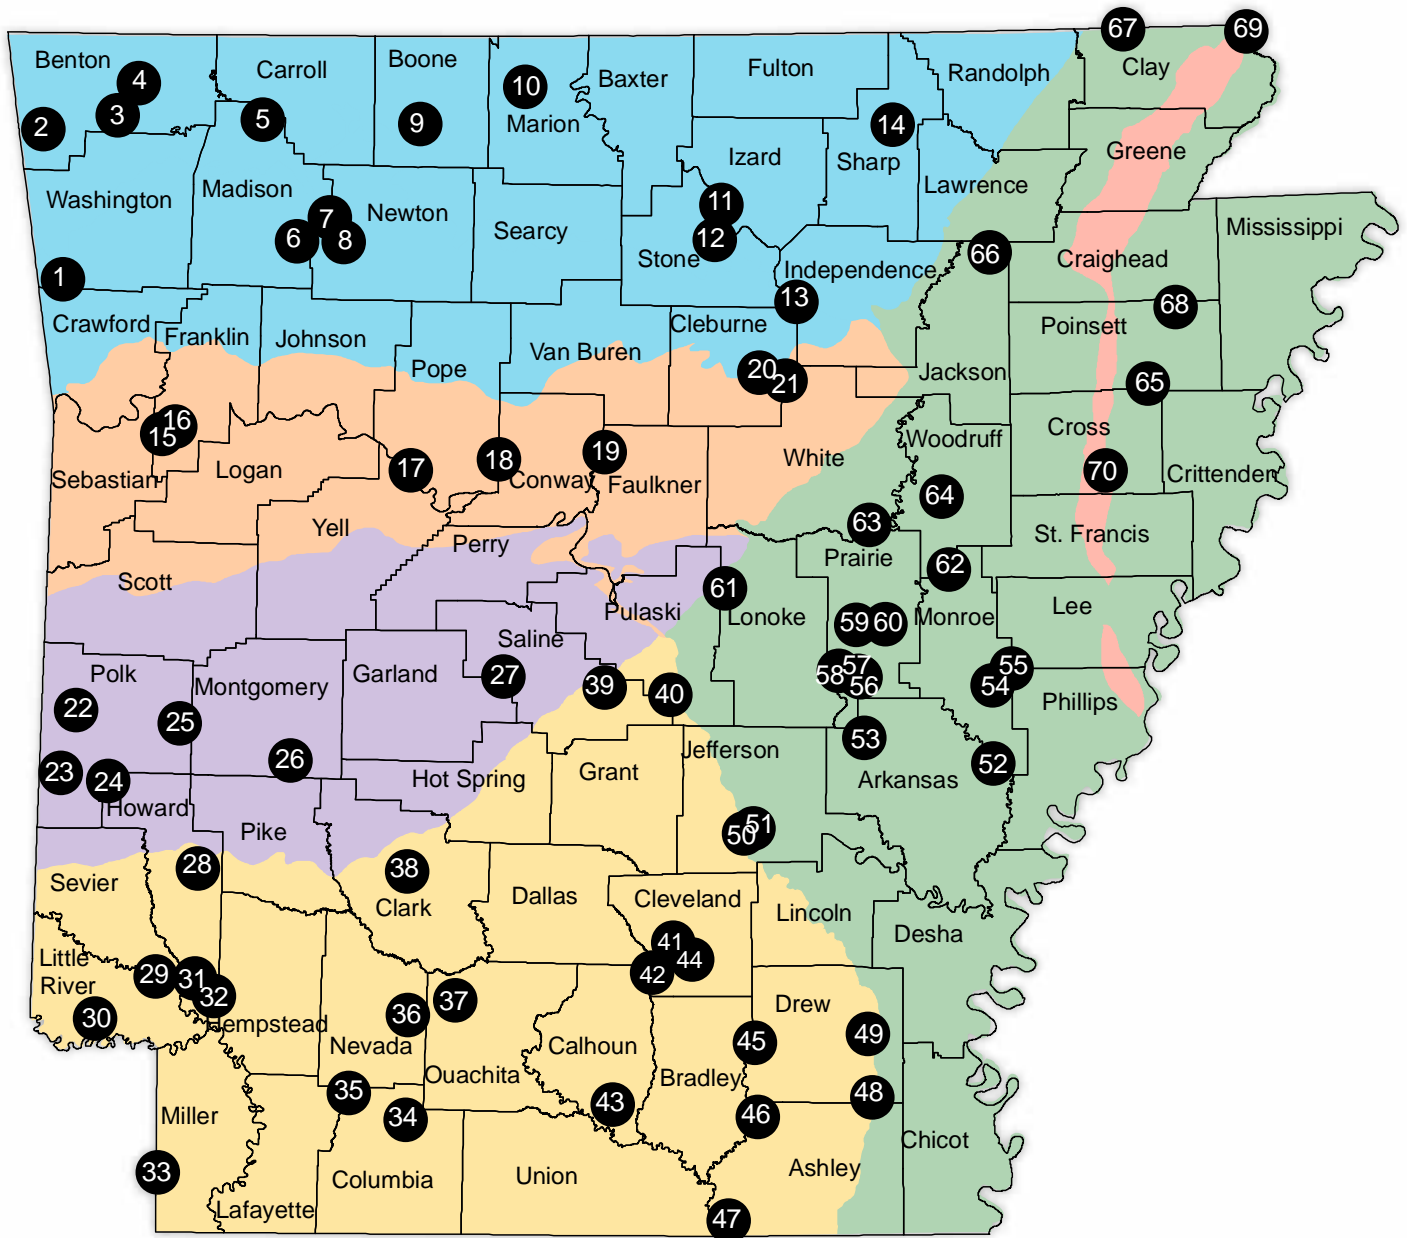 67
69
Benton
Carroll
Boone
Baxter
Fulton
Randolph
Clay
4
10
2
3
5
9
Marion
14
Washington
Madison
Newton
Searcy
Izard
Sharp
Lawrence
Greene
Mississippi
7
6
8
11
12
Stone
Independence
66
Craighead
1
13
68
Crawford
Franklin
Johnson
Pope
Van Buren
Cleburne
Poinsett
20
21
Jackson
65
16
15
Cross
Woodruff
Sebastian
Logan
17
18
Conway
19
Faulkner
White
70
Crittenden
64
Yell
Perry
63
St. Francis
Scott
Prairie
62
Pulaski
61
Lonoke
59
60
Monroe
Lee
Saline
Polk
Montgomery
Garland
27
39
40
58
57
56
55
54
Phillips
22
25
53
Jefferson
23
24
26
Hot Spring
Grant
Arkansas
52
Howard
Pike
50
51
28
38
Sevier
Clark
Dallas
Cleveland
Lincoln
Desha
Little
River
29
31
32
41
44
42
30
Hempstead
36
37
Drew
Nevada
Calhoun
45
49
Ouachita
Bradley
35
34
43
46
48
Miller
Chicot
33
Columbia
Union
Ashley
Lafayette
47